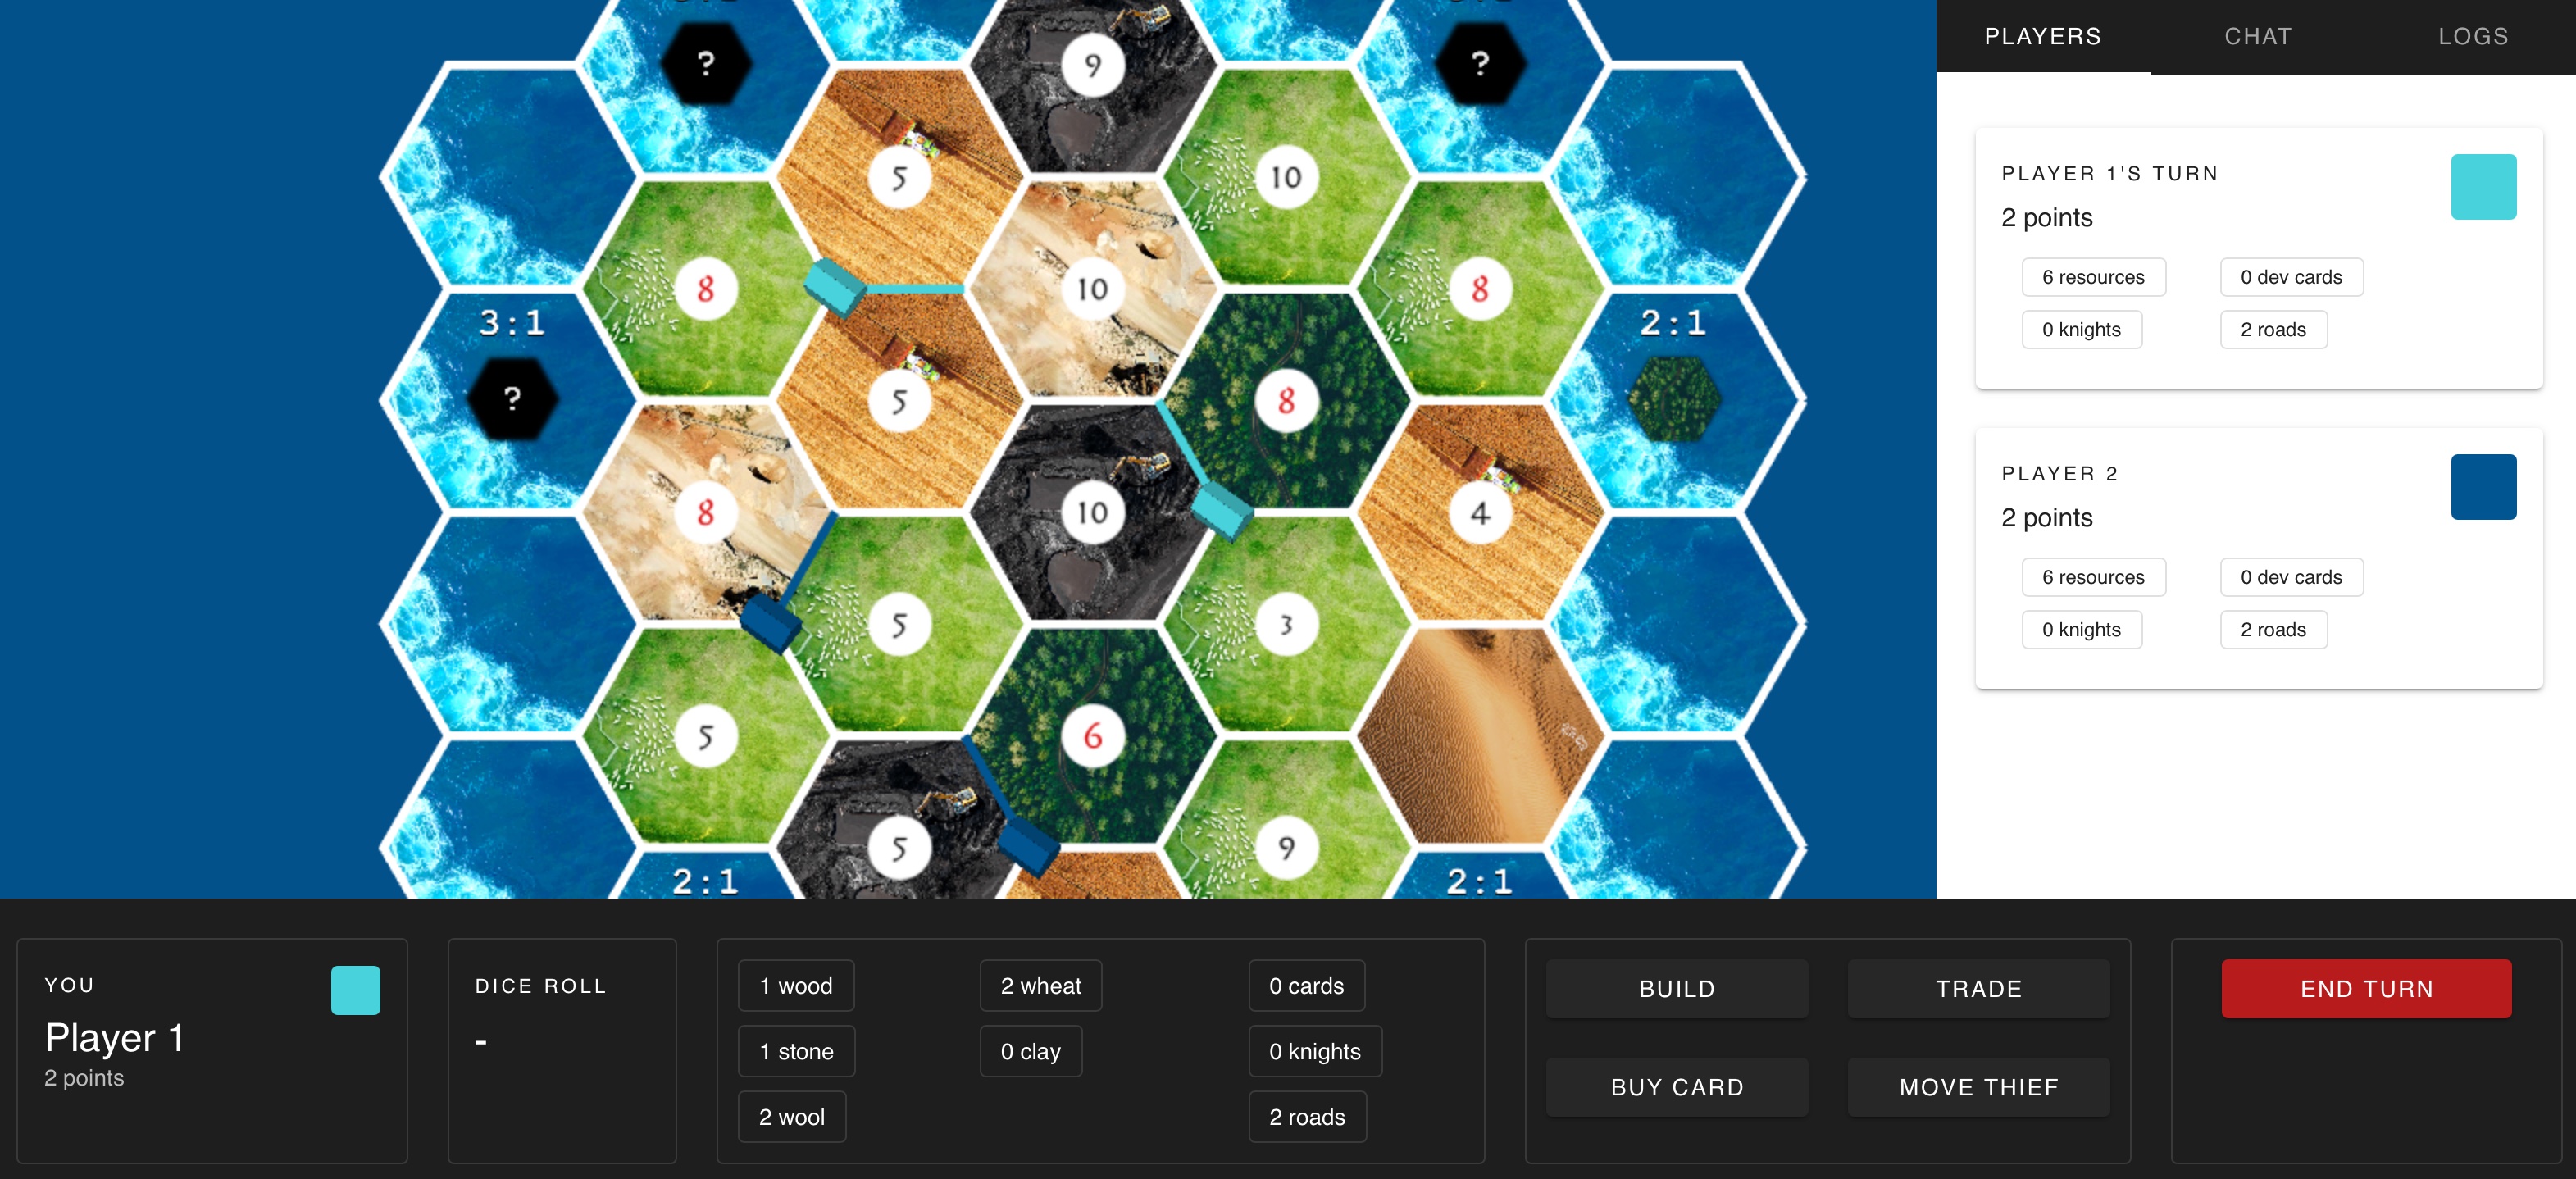 PLAYERS
CHAT
LOGS
?
9
?
5
10
8
10
8
3:1
?
5
8
2:1
8
10
4
5
3
5
6
5
9
2:1
2:1
PLAYER 1'S TURN
2 points
6 resources
0 dev cards
0 knights
2 roads
PLAYER 2
2 points
6 resources
0 dev cards
0 knights
2 roads
YOU
Player 1
2 points
DICE ROLL
-
1 wood
2 wheat
0 cards
1 stone
0 clay
0 knights
2 wool
2 roads
BUILD
TRADE
BUY CARD
MOVE THIEF
END TURN